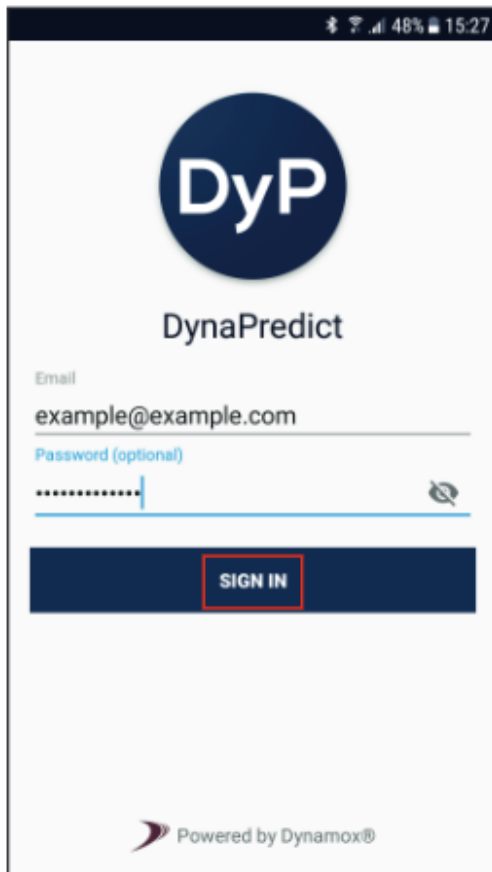 48% 15:27
DyP
DynaPredict
Email
example@example.com
Password (optional)
•••••••••••••
SIGN IN
Powered by Dynamox®